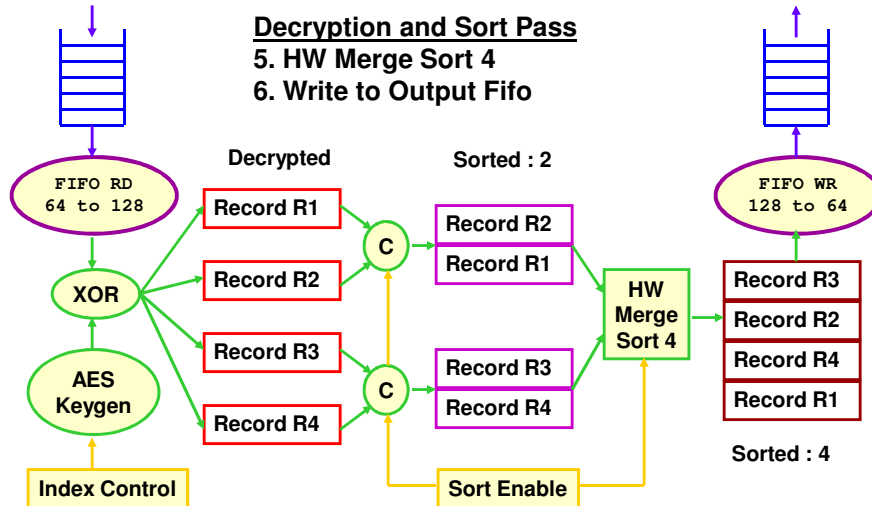 Decryption and Sort Pass
5. HW Merge Sort 4
6. Write to Output Fifo
Decrypted
Sorted : 2
FIFO RD
64 to 128
FIFO WR
128 to 64
Record R1
Record R2
Record R3
Record R4
XOR
AES
Keygen
Index Control
C
C
Record R2
Record R1
Record R3
Record R4
Sort Enable
HW
Merge
Sort 4
Record R3
Record R2
Record R4
Record R1
Sorted : 4